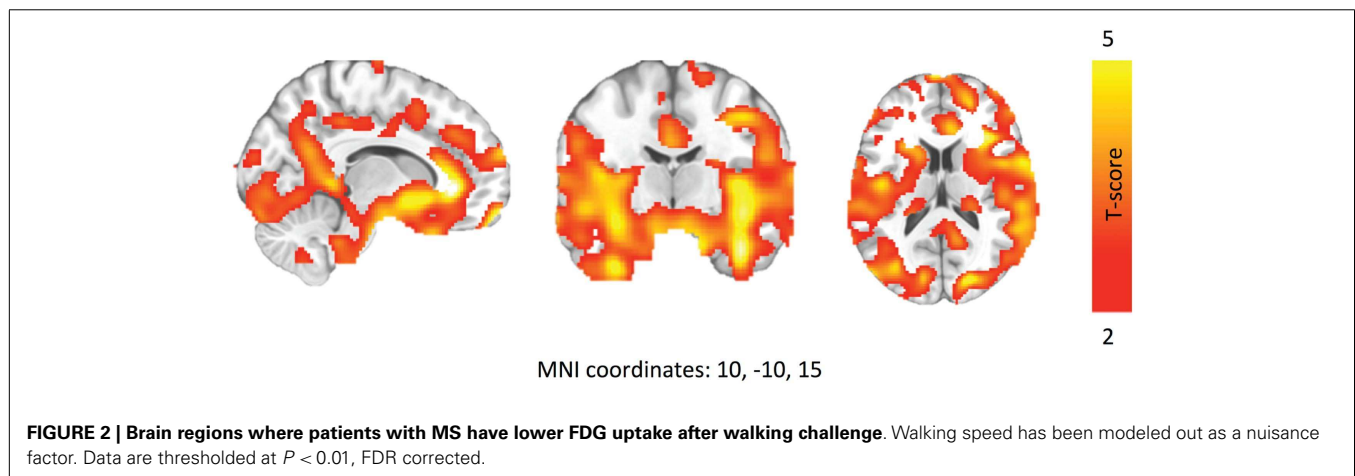 5
T-score
2
MNI coordinates: 10, -10, 15
FIGURE 2 | Brain regions where patients with MS have lower FDG uptake after walking challenge. Walking speed has been modeled out as a nuisance
factor. Data are thresholded at P < 0.01, FDR corrected.